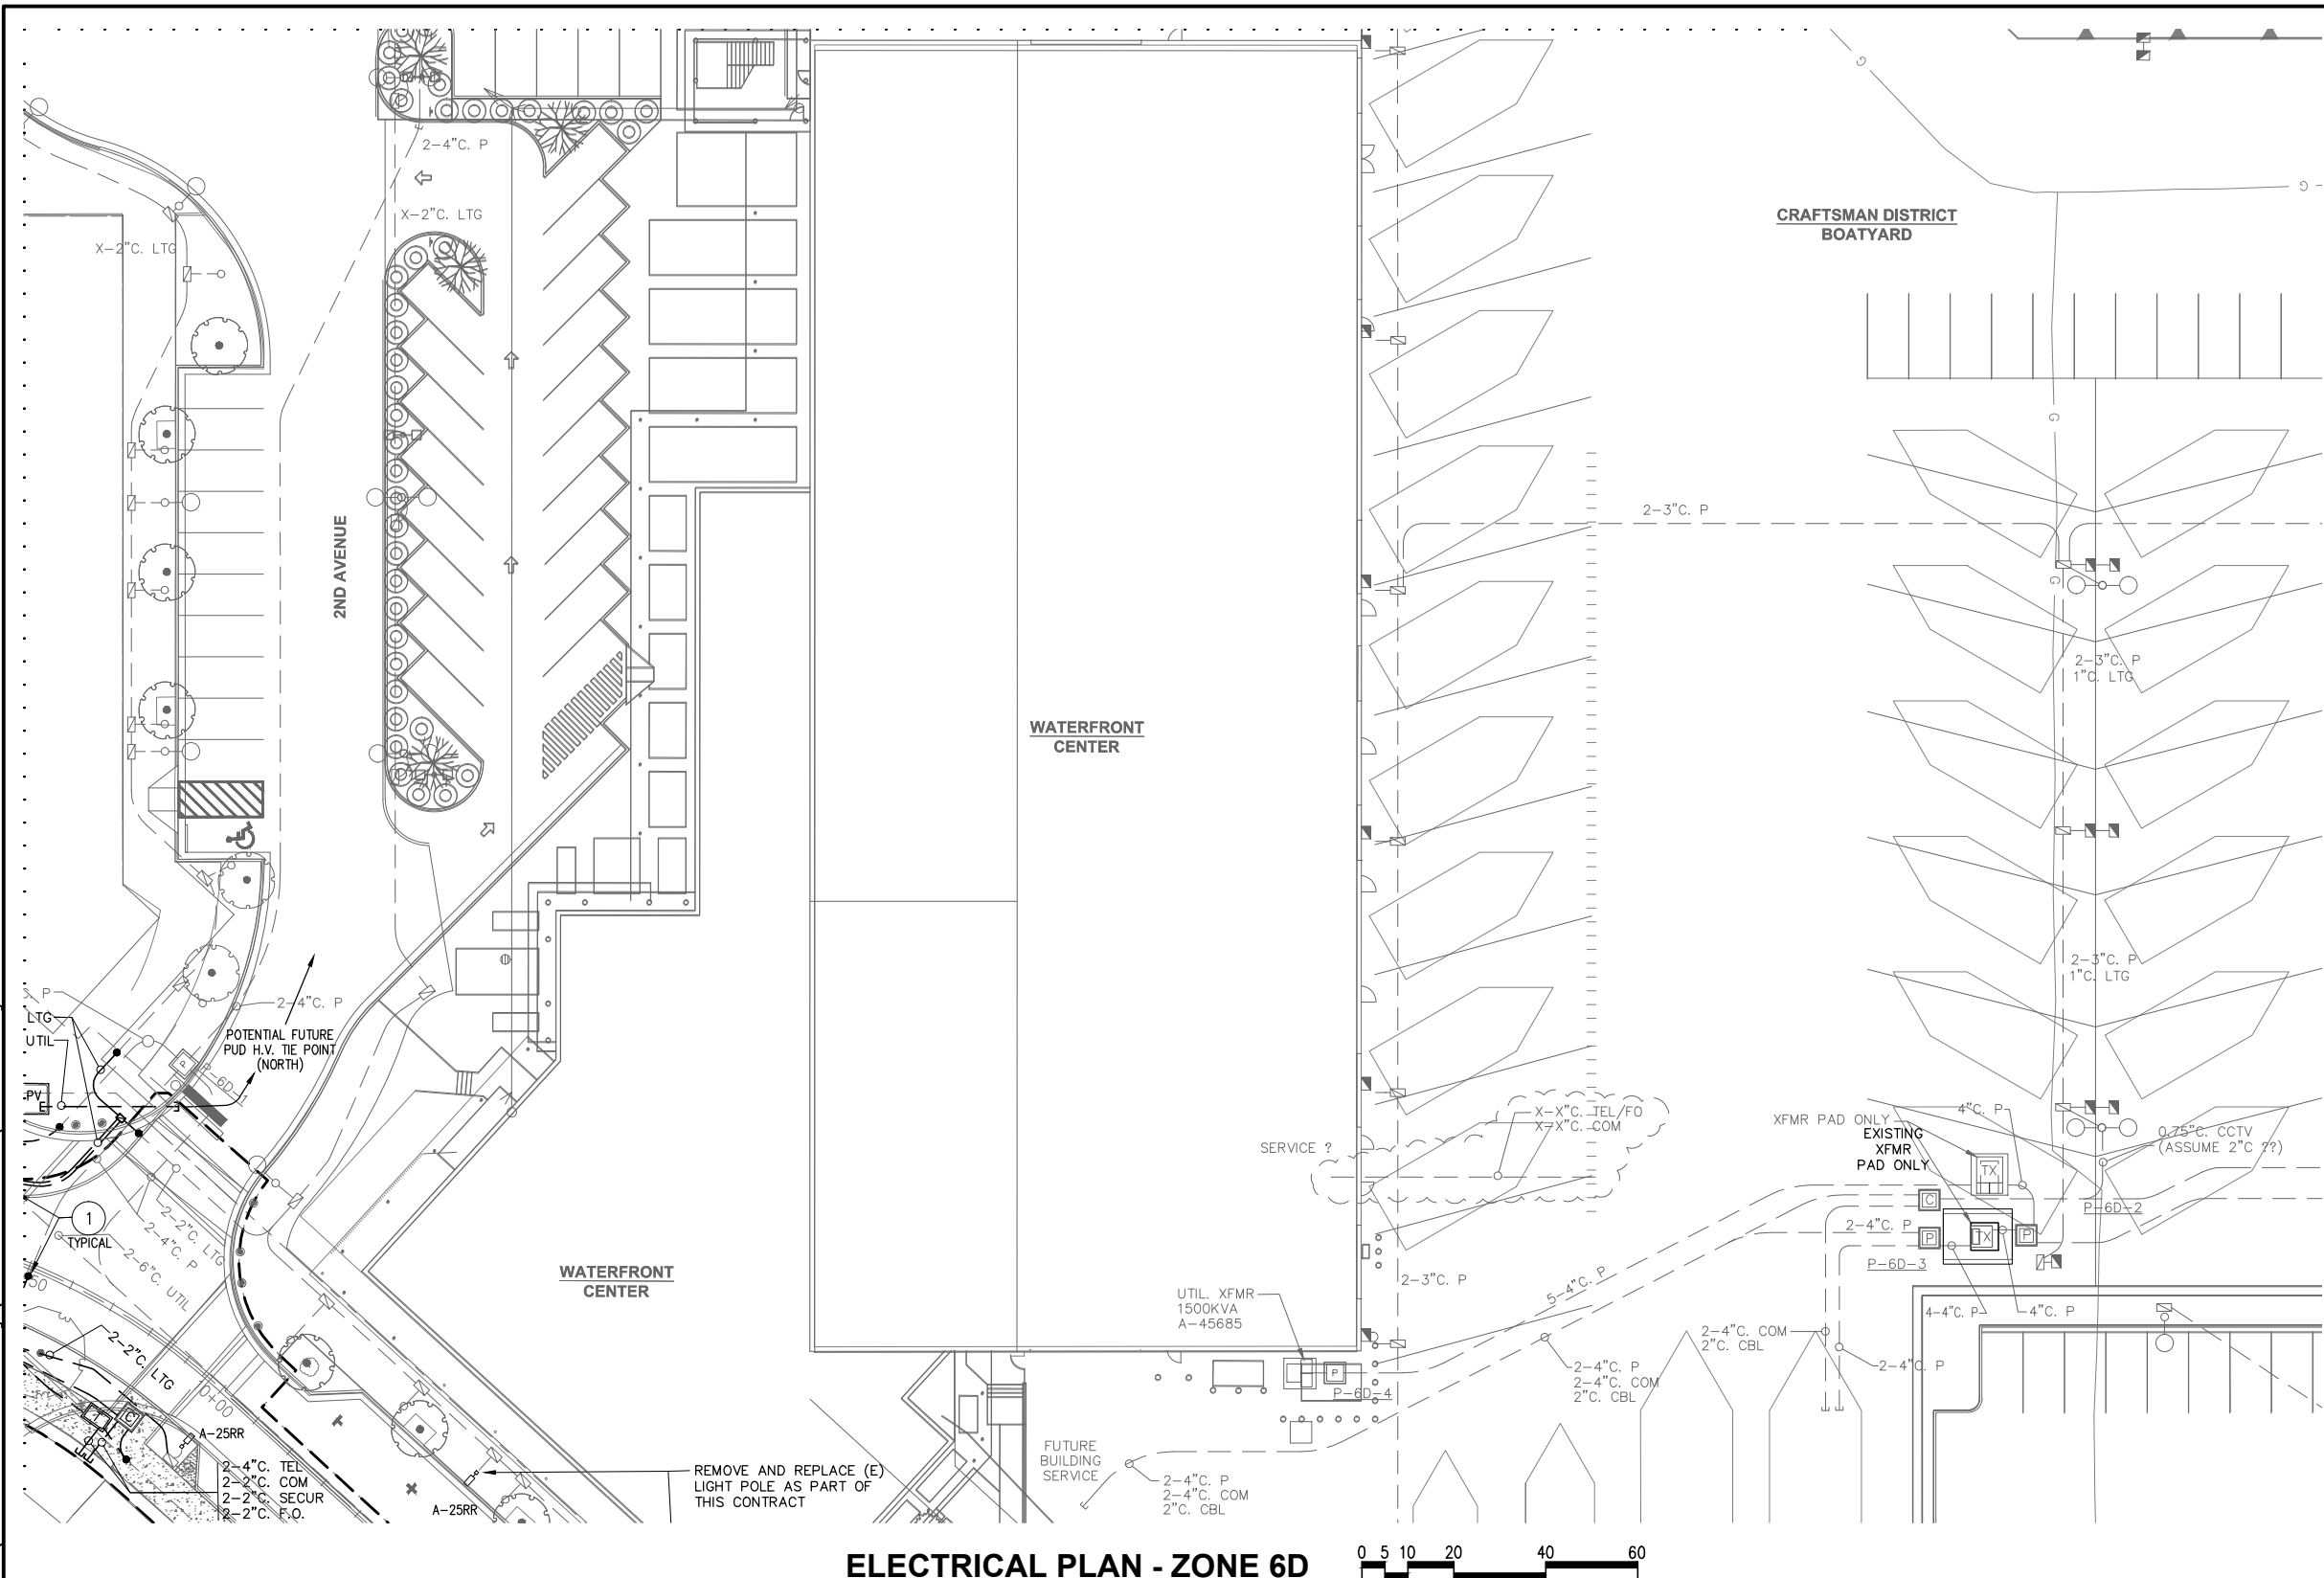 2-4"C. P
X-2"C. LTG
X-2"C. LTG
2ND AVENUE
G
G
CRAFTSMAN DISTRICT
BOATYARD
G
2-3"C. P
G
2-3"C. P
1"C. LTG
WATERFRONT
CENTER
2-3"C. P
1"C. LTG
2-4"C. P
LTG
UTIL
POTENTIAL FUTURE
PUD H.V. TIE POINT
(NORTH)
P
PV
1
TYPICAL
2-2"C. LTG
2-4"C. P
2-6"C. UTIL
2-2"C. LTG
0+00
50
C
A-25RR
2-4"C. TEL
2-2"C. COM
2-2"C. SECUR
2-2"C. F.O.
A-25RR
REMOVE AND REPLACE (E)
LIGHT POLE AS PART OF
THIS CONTRACT
WATERFRONT
CENTER
SERVICE ?
X-X"C. TEL/FO
X-X"C. COM
XFMR PAD ONLY
EXISTING
XFMR
PAD ONLY
4"C. P
0.75"C. CCTV
(ASSUME 2"C ??)
TX
C
P-6D-2
2-4"C. P
P
TX
P
P-6D-3
4-4"C. P
4"C. P
2-3"C. P
5-4"C. P
UTIL. XFMR
1500KVA
A-45685
P
P-6D-4
2-4"C. COM
2"C. CBL
2-4"C. P
2-4"C. P
2-4"C. COM
2"C. CBL
FUTURE
BUILDING
SERVICE
2-4"C. P
2-4"C. COM
2"C. CBL
ELECTRICAL PLAN - ZONE 6D
0 5 10 20 40 60